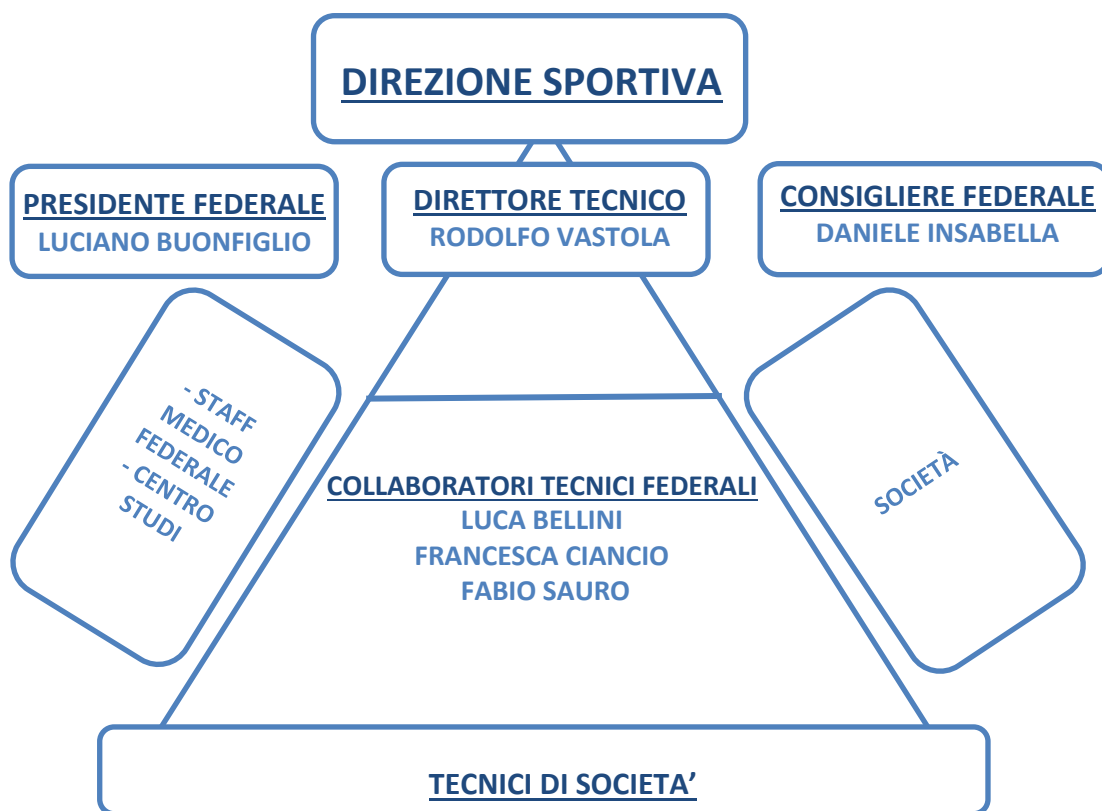 DIREZIONE SPORTIVA
PRESIDENTE FEDERALE
LUCIANO BUONFIGLIO
DIRETTORE TECNICO
RODOLFO VASTOLA
CONSIGLIERE FEDERALE
DANIELE INSABELLA
- STAFF
MEDICO
FEDERALE
- CENTRO
STUDI
COLLABORATORI TECNICI FEDERALI
LUCA BELLINI
FRANCESCA CIANCIO
FABIO SAURO
SOCIETÀ
TECNICI DI SOCIETA’